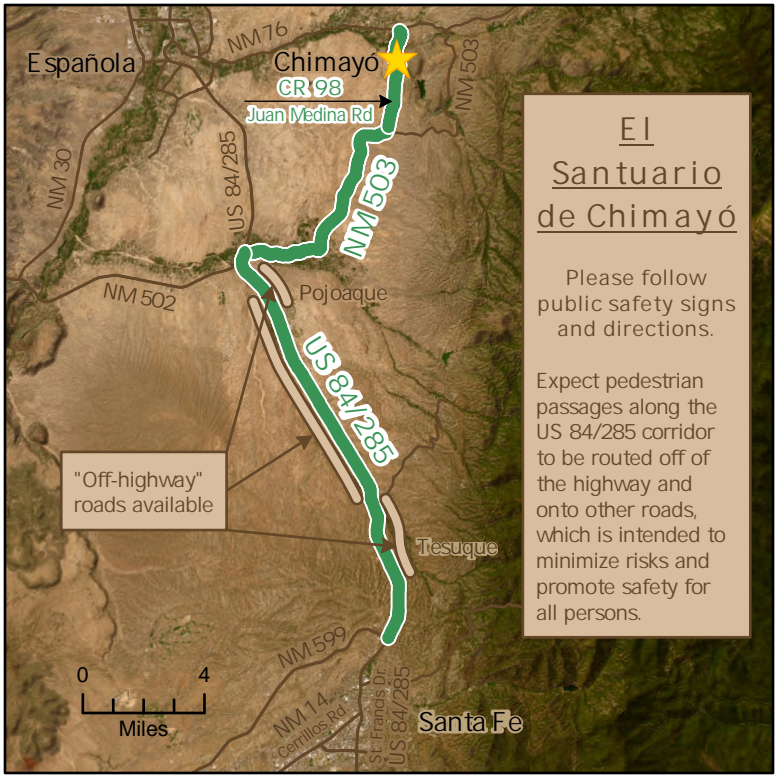 NM 76
NM 503
Española
Chimayó
CR 98
Juan Medina Rd
NM 30
US 84/285
NM 503
NM 502
Pojoaque
US 84/285
"Off-highway"
roads available
Tesuque
NM 599
0 4
Miles
NM 14
Cerrillos Rd
St. Francis Dr
US 84/285
Santa Fe
El
Santuario
de Chimayó
Please follow
public safety signs
and directions.
Expect pedestrian
passages along the
US 84/285 corridor
to be routed off of
the highway and
onto other roads,
which is intended to
minimize risks and
promote safety for
all persons.